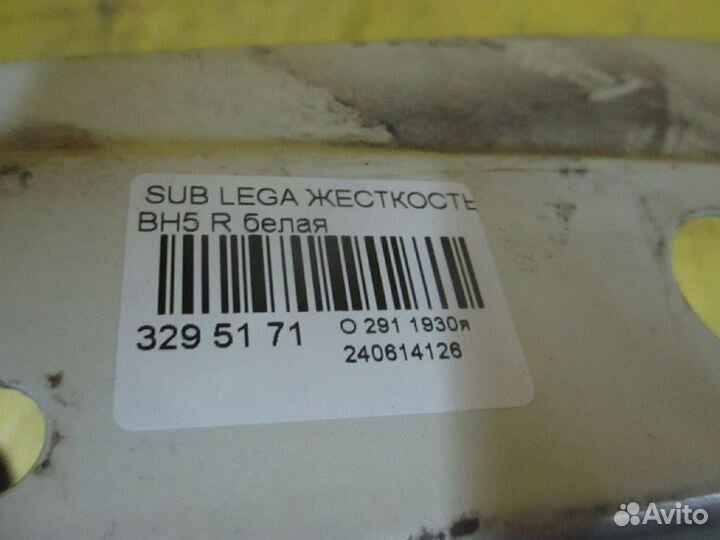 SUB LEGA ЖЕСТКОСТЬ
BH5 R белая
329 51 71
О 291 1930я
240614126
Avito